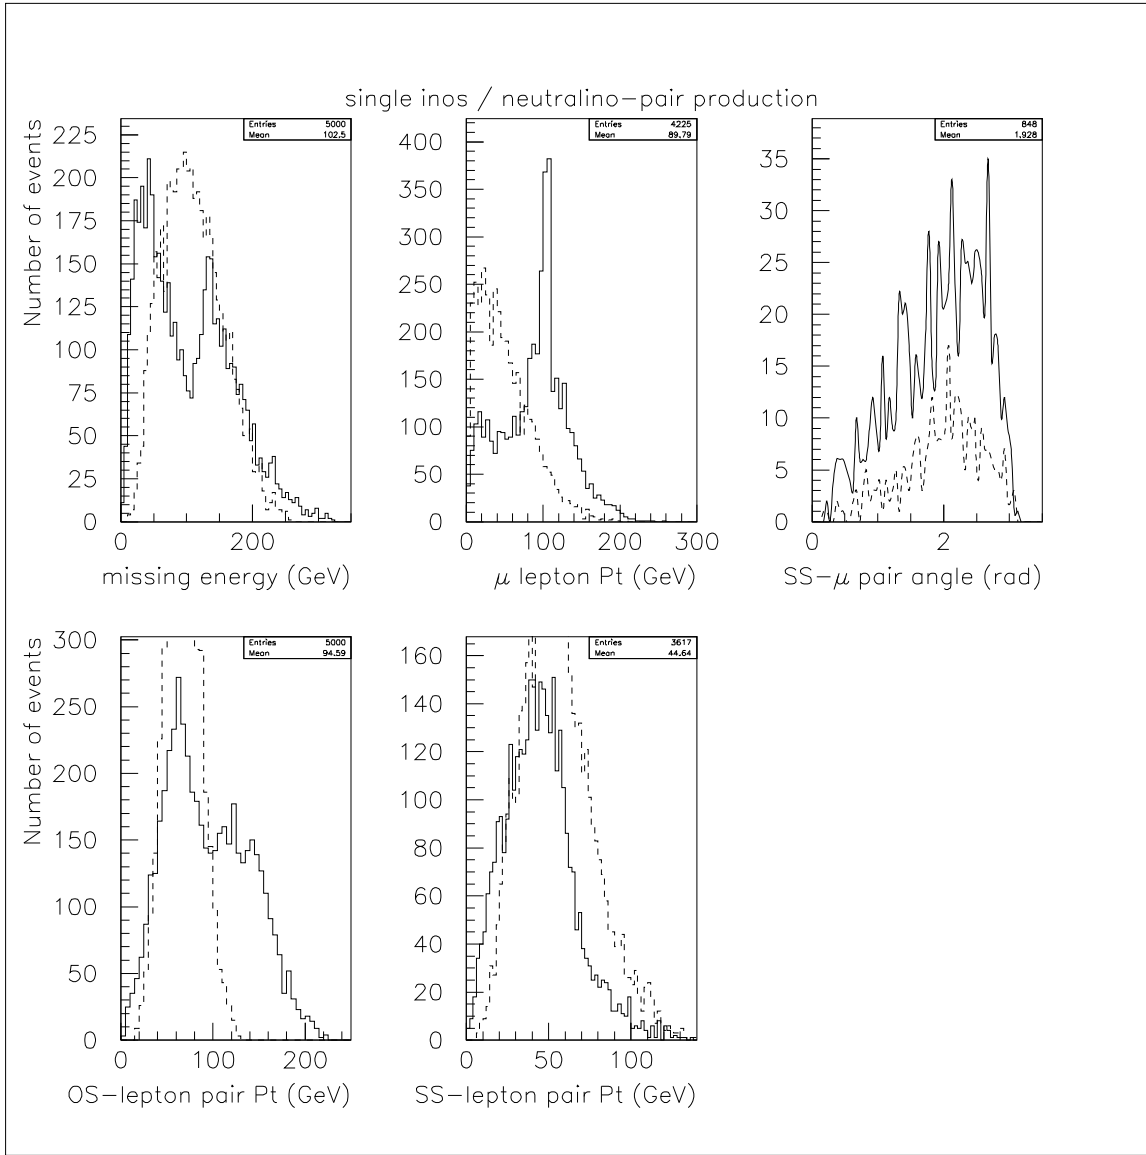 single inos / neutralino-pair production
Number of events
225
200
175
150
125
100
75
50
25
0
0 200
missing energy (GeV)
Entries 5000
Mean 102.5
400
350
300
250
200
150
100
50
0
0 100 200 300
μ lepton Pt (GeV)
Entries 4225
Mean 89.79
35
30
25
20
15
10
5
0
0 2
SS-μ pair angle (rad)
Entries 848
Mean 1.928
Number of events
300
250
200
150
100
50
0
0 100 200
OS-lepton pair Pt (GeV)
Entries 5000
Mean 94.59
160
140
120
100
80
60
40
20
0
0 50 100
SS-lepton pair Pt (GeV)
Entries 3617
Mean 44.64